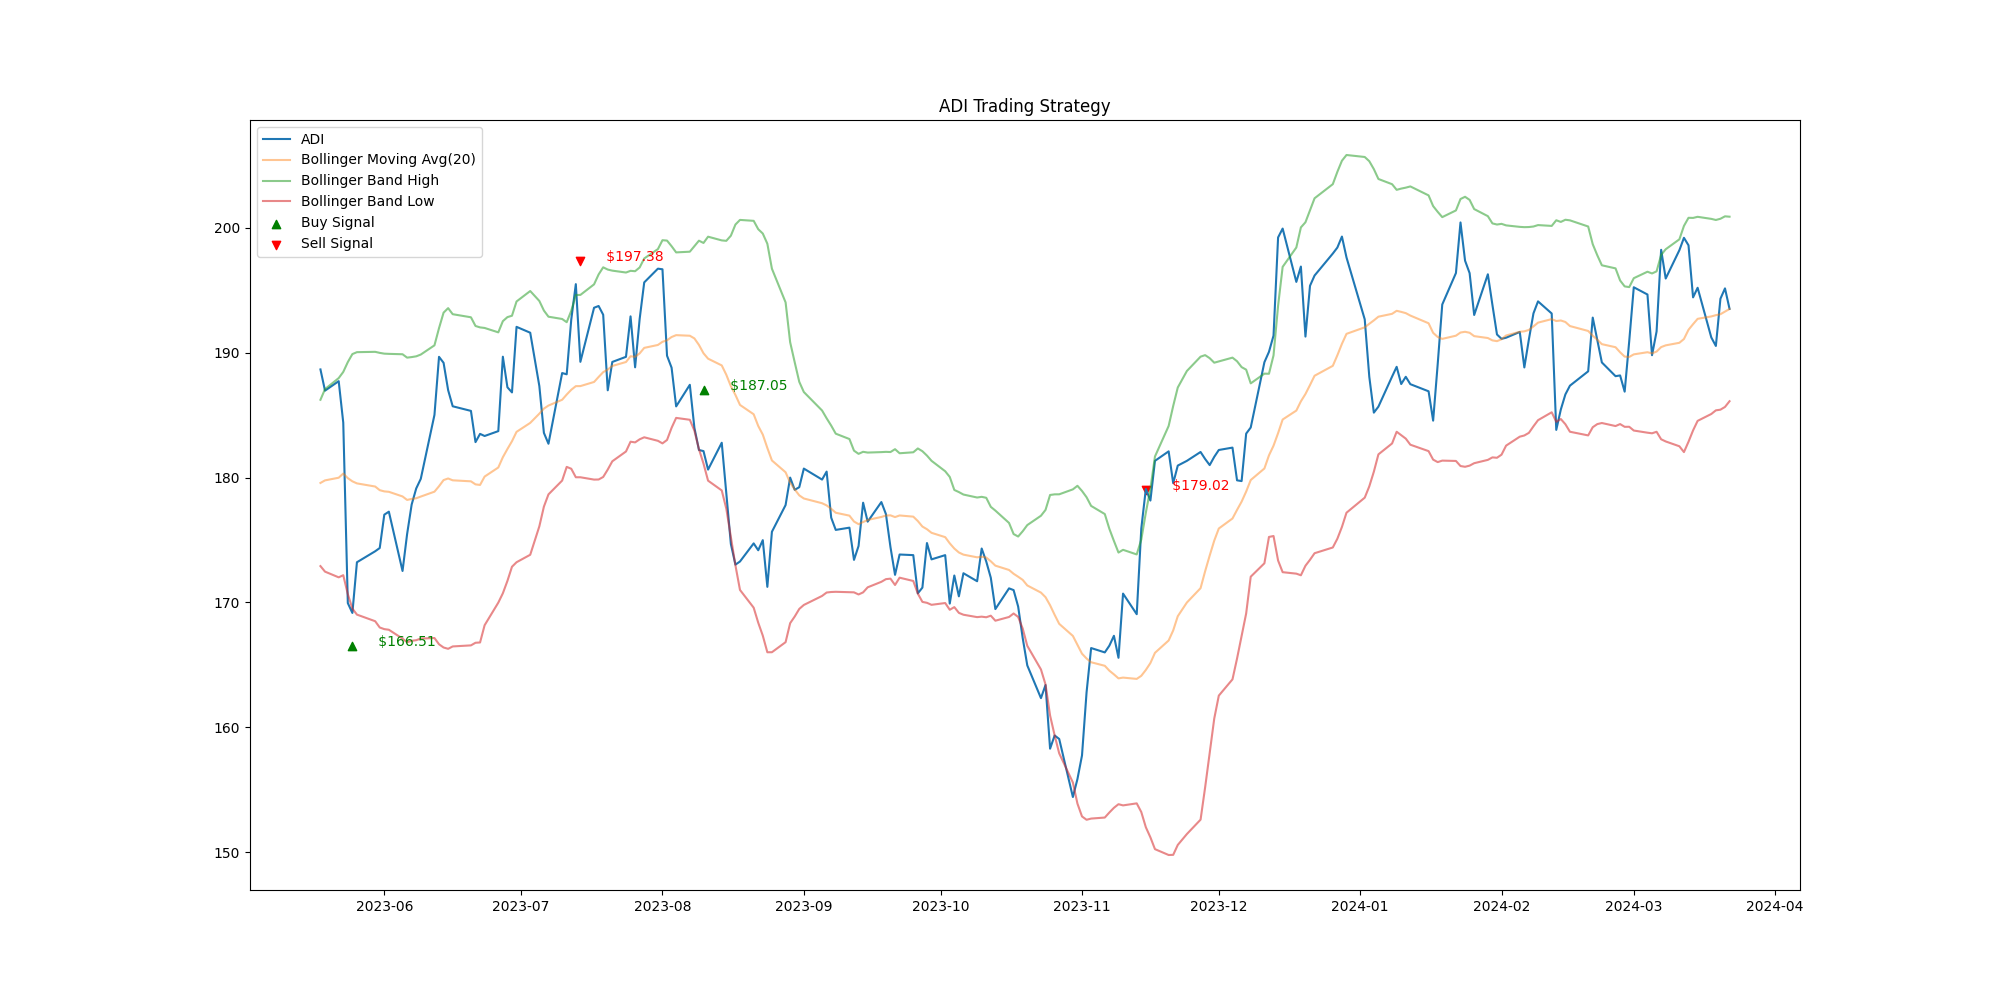 ADI Trading Strategy
ADI
Bollinger Moving Avg(20)
Bollinger Band High
Bollinger Band Low
Buy Signal
Sell Signal
200
190
180
170
160
150
$197.38
$187.05
$179.02
$166.51
2023-06 2023-07 2023-08 2023-09 2023-10 2023-11 2023-12 2024-01 2024-02 2024-03 2024-04